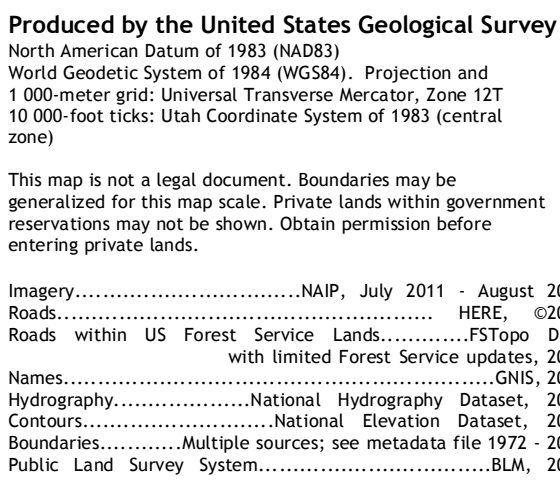 Produced by the United States Geological Survey
North American Datum of 1983 (NAD83)
World Geodetic System of 1984 (WGS84). Projection and
1 000-meter grid: Universal Transverse Mercator, Zone 12T
10 000-foot ticks: Utah Coordinate System of 1983 (central
zone)
This map is not a legal document. Boundaries may be
generalized for this map scale. Private lands within government
reservations may not be shown. Obtain permission before
entering private lands.
Imagery.................................NAIP, July 2011 - August
Roads...................................................... HERE,
Roads within US Forest Service Lands.............FSTopo
with limited Forest Service updates,
Names...............................................................GNIS,
Hydrography....................National Hydrography Dataset,
Contours............................National Elevation Dataset,
Boundaries............Multiple sources; see metadata file 1972 -
Public Land Survey System..................................BLM,